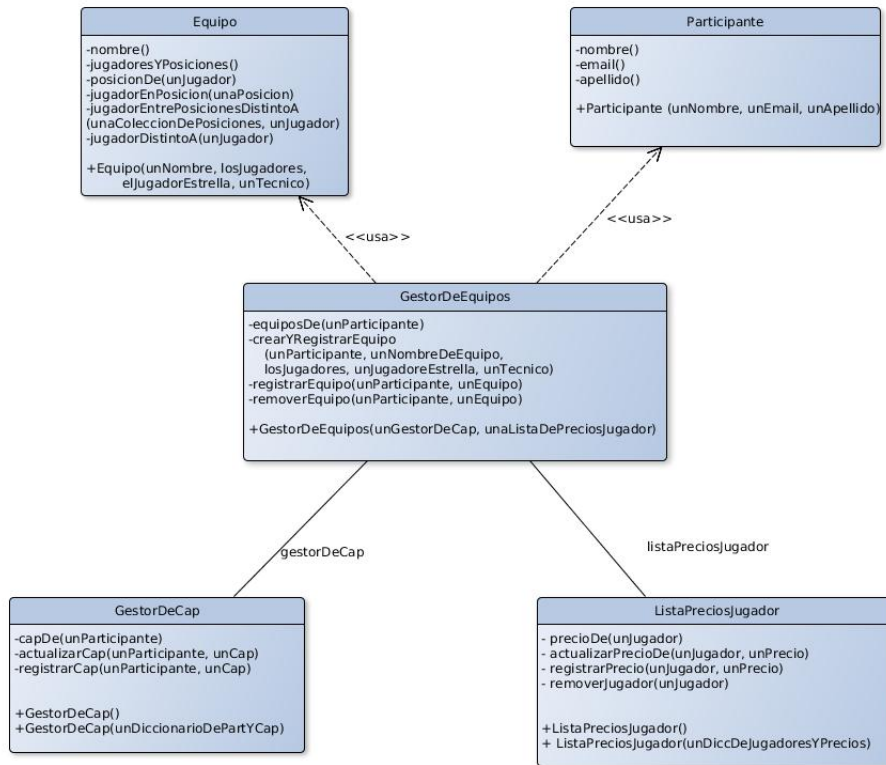 Equipo
-nombre()
-jugadoresYPosiciones()
-posicionDe(unJugador)
-jugadorEnPosicion(unaPosicion)
-jugadorEntrePosicionesDistintoA
(unaColeccionDePosiciones, unJugador)
-jugadorDistintoA(unJugador)
+Equipo(unNombre, losJugadores,
elJugadorEstrella, unTecnico)
Participante
-nombre()
-email()
-apellido()
+Participante (unNombre, unEmail, unApellido)
<<usa>>
<<usa>>
GestorDeEquipos
-equiposDe(unParticipante)
-crearYRegistrarEquipo
(unParticipante, unNombreDeEquipo,
losJugadores, unJugadoreEstrella, unTecnico)
-registrarEquipo(unParticipante, unEquipo)
-removerEquipo(unParticipante, unEquipo)
+GestorDeEquipos(unGestorDeCap, unaListaDePreciosJugador)
gestorDeCap
listaPreciosJugador
GestorDeCap
-capDe(unParticipante)
-actualizarCap(unParticipante, unCap)
-registrarCap(unParticipante, unCap)
+GestorDeCap()
+GestorDeCap(unDiccionarioDePartYCap)
ListaPreciosJugador
- precioDe(unJugador)
- actualizarPrecioDe(unJugador, unPrecio)
- registrarPrecio(unJugador, unPrecio)
- removerJugador(unJugador)
+ListaPreciosJugador()
+ ListaPreciosJugador(unDiccDeJugadoresYPrecios)